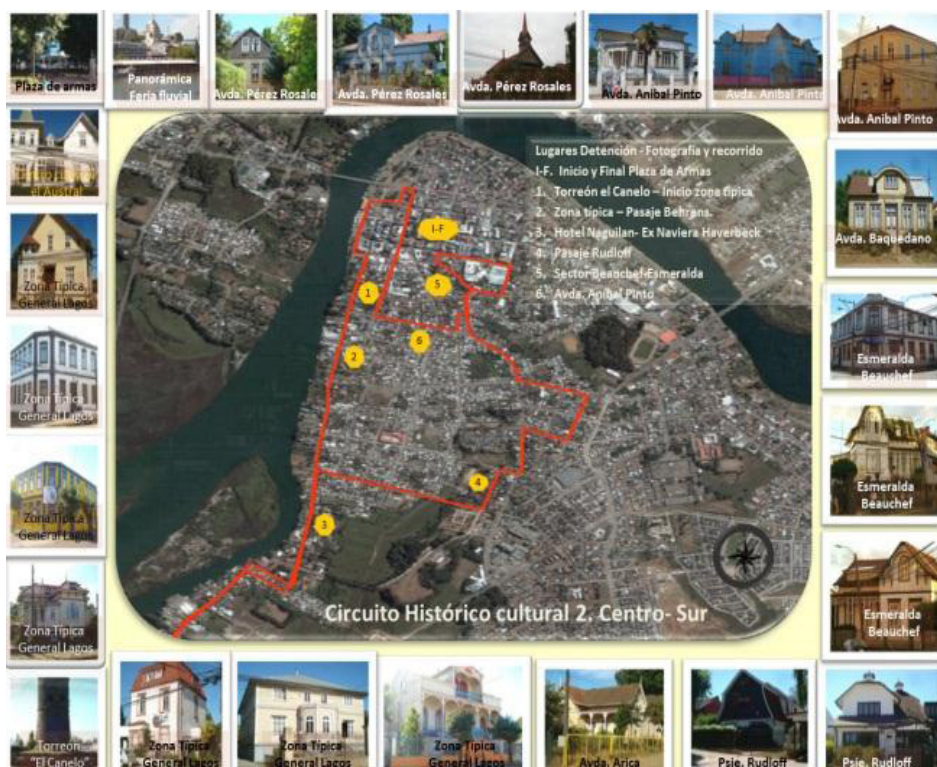 Plaza de armas
Panorámica
Feria fluvial
Avda. Pérez Rosales
Avda. Pérez Rosales
Avda. Pérez Rosales
Avda. Anibal Pinto
Avda. Anibal Pinto
Avda. Anibal Pinto
el Austral
Zona Típica
General Lagos
Zona Típica
General Lagos
Zona Típica
General Lagos
Zona Típica
General Lagos
Torreón
"El Canelo"
Lugares Detención - Fotografía y recorrido
I-F. Inicio y Final Plaza de Armas
1. Torreón el Canelo – Inicio zona típica
2. Zona típica – Pasaje Behrens.
3. Hotel Naguilan- Ex Naviera Haverbeck
4. Pasaje Rudloff
5. Sector Beaucbef-Esmeralda
6. Avda. Anibal Pinto
I-F
5
1
6
2
4
3
Circuito Histórico cultural 2. Centro- Sur
Avda. Baquedano
Esmeralda
Beauchef
Esmeralda
Beauchef
Esmeralda
Beauchef
Zona Típica
General Lagos
Zona Típica
General Lagos
Zona Típica
General Lagos
Avda. Arica
Psje. Rudloff
Psje. Rudloff